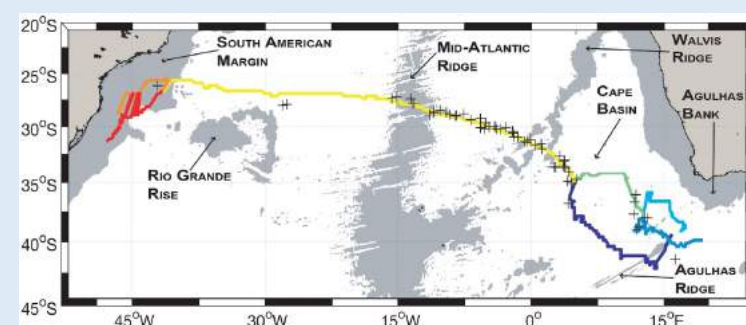 20°S
25°S
30°S
35°S
40°S
45°S
SOUTH AMERICAN
MARGIN
MID-ATLANTIC
RIDGE
WALVIS
RIDGE
CAPE
BASIN
AGULHAS
BANK
RIO GRANDE
RISE
AGULHAS
RIDGE
45°W
30°W
15°W
0°
15°E